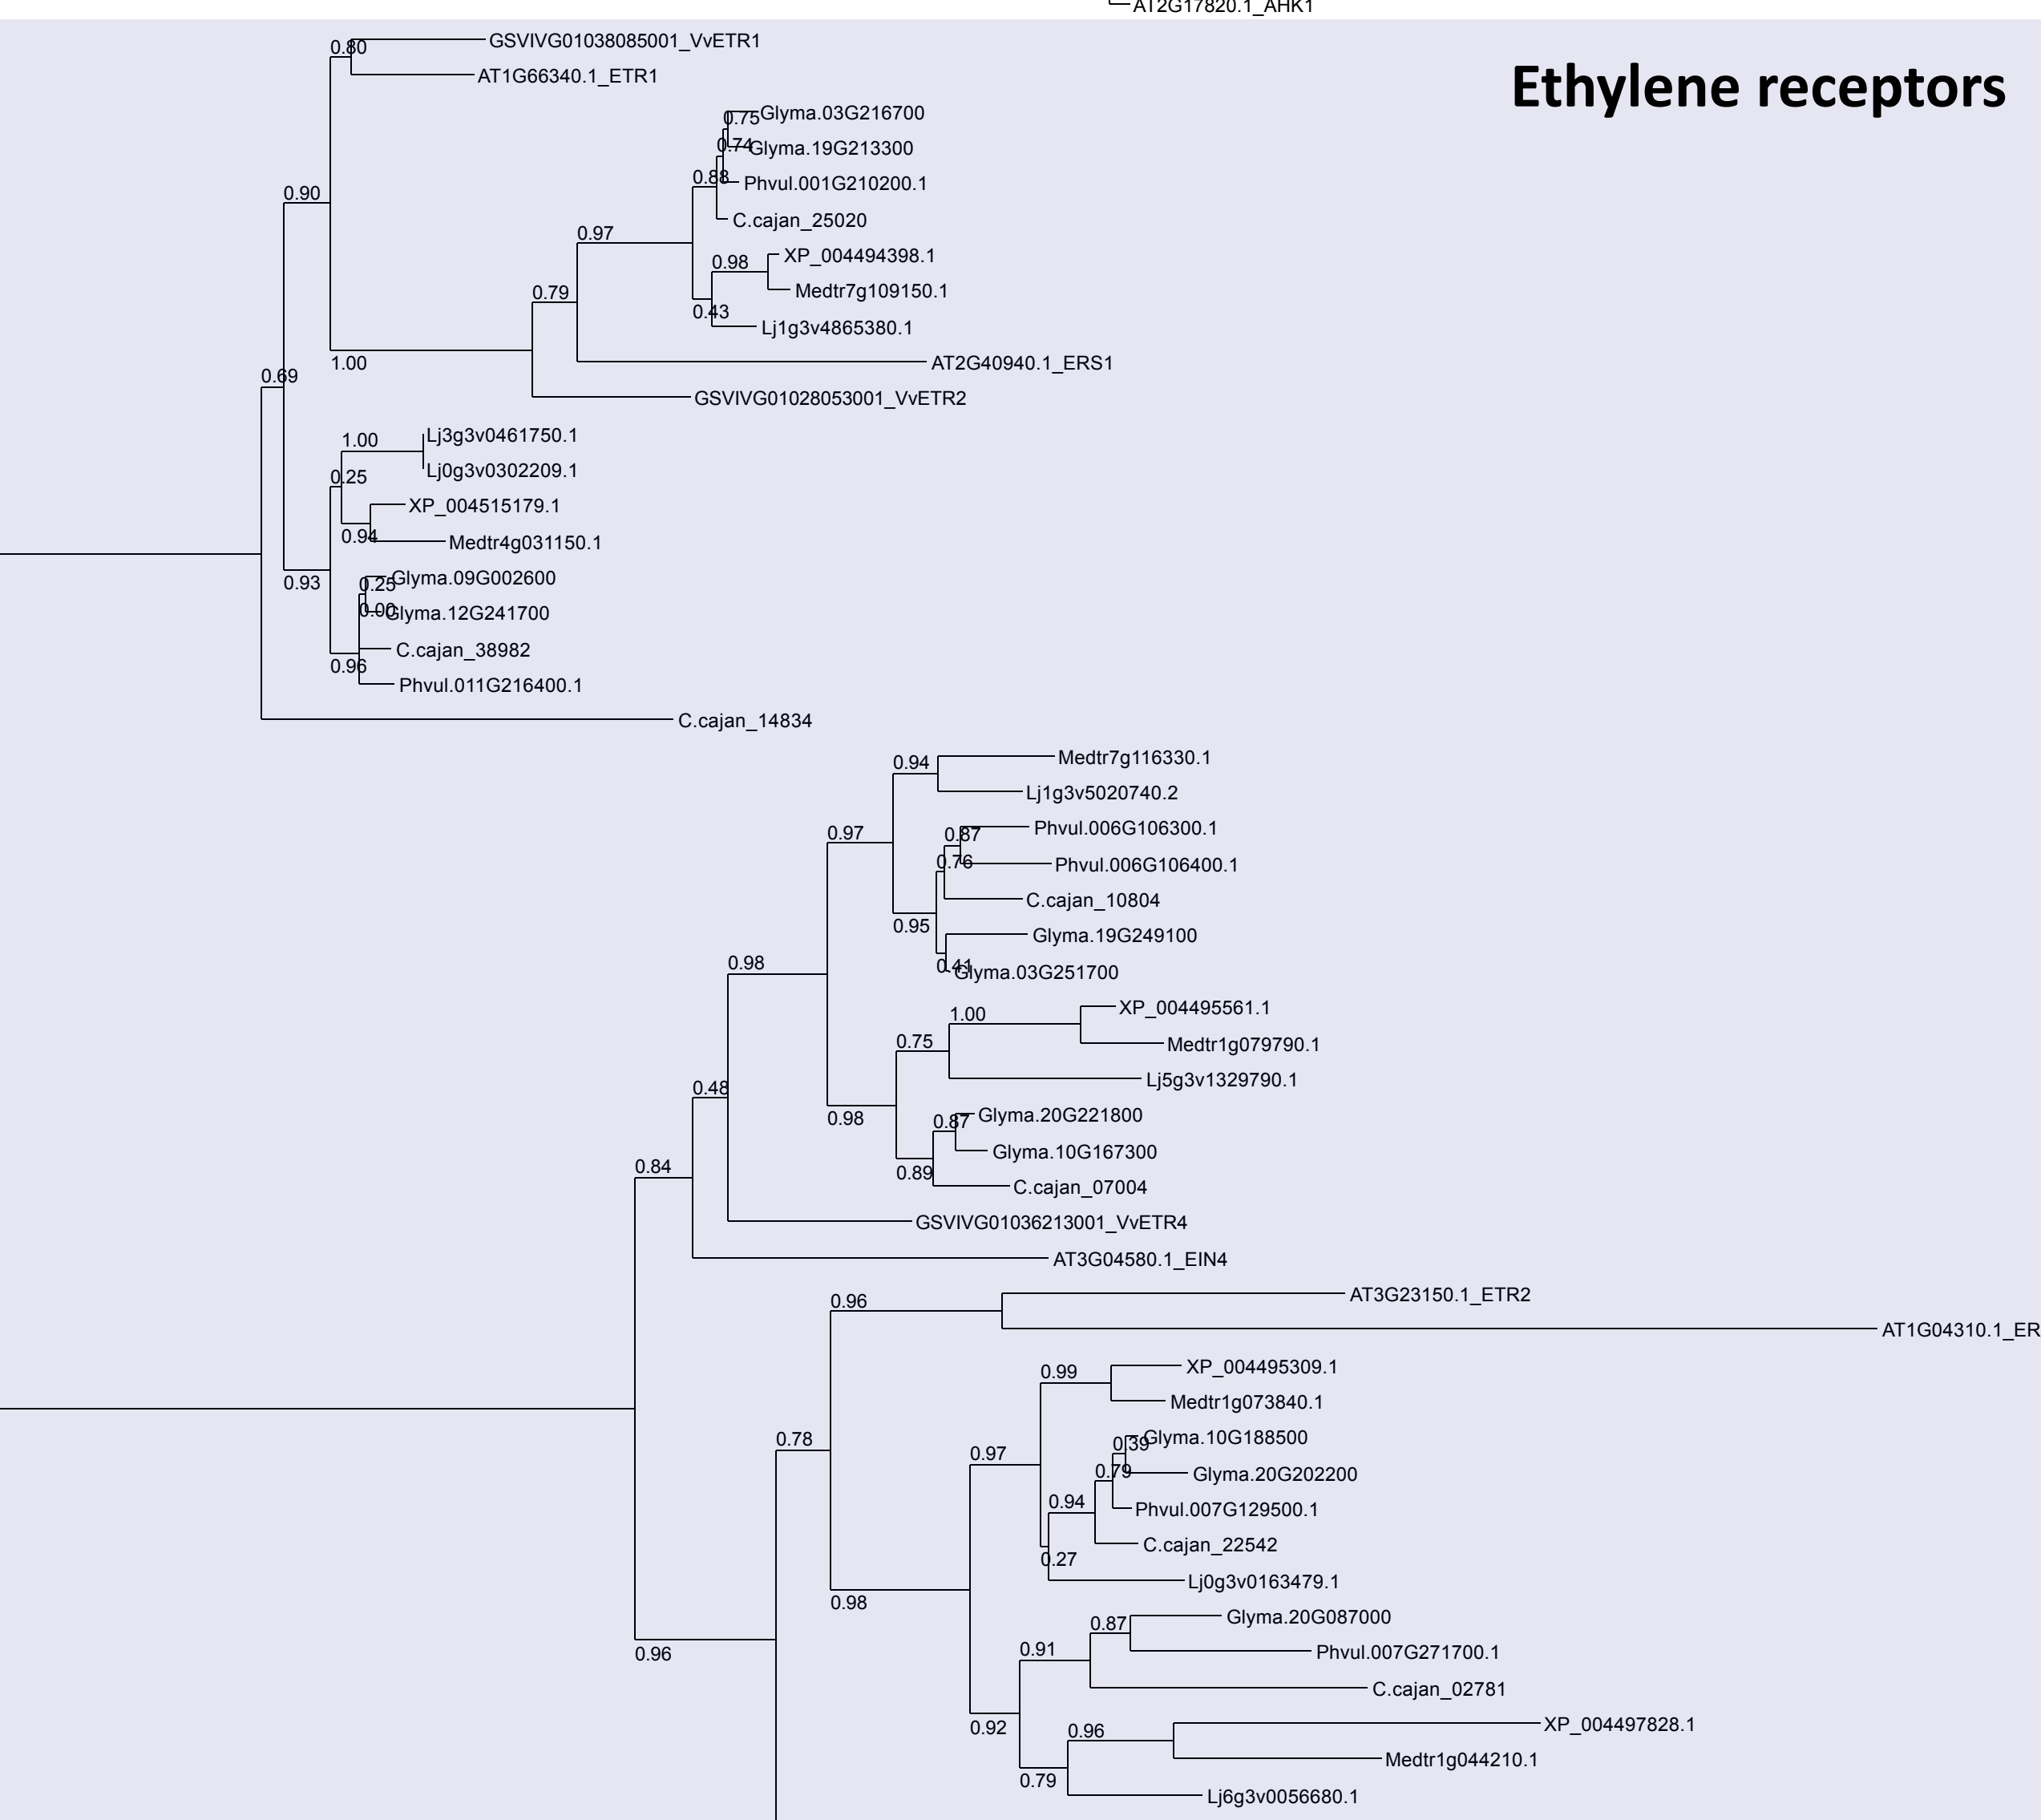 AT2G17820.1_AHK1
Ethylene receptors
0.80
GSVIVG01038085001_VvETR1
AT1G66340.1_ETR1
0.75
Glyma.03G216700
0.74
Glyma.19G213300
0.88
Phvul.001G210200.1
0.90
C.cajan_25020
0.97
XP_004494398.1
0.98
Medtr7g109150.1
0.79
0.43
Lj1g3v4865380.1
1.00
AT2G40940.1_ERS1
0.69
GSVIVG01028053001_VvETR2
1.00
Lj3g3v0461750.1
0.25
Lj0g3v0302209.1
XP_004515179.1
0.94
Medtr4g031150.1
0.93
0.25
Glyma.09G002600
0.00
Glyma.12G241700
C.cajan_38982
0.96
Phvul.011G216400.1
C.cajan_14834
0.94
Medtr7g116330.1
Lj1g3v5020740.2
0.97
0.87
Phvul.006G106300.1
0.76
Phvul.006G106400.1
C.cajan_10804
0.95
Glyma.19G249100
0.98
0.41
Glyma.03G251700
1.00
XP_004495561.1
0.75
Medtr1g079790.1
0.48
Lj5g3v1329790.1
0.98
0.87
Glyma.20G221800
Glyma.10G167300
0.84
0.89
C.cajan_07004
GSVIVG01036213001_VvETR4
AT3G04580.1_EIN4
0.96
AT3G23150.1_ETR2
AT1G04310.1_ER
0.99
XP_004495309.1
Medtr1g073840.1
0.78
0.97
0.39
Glyma.10G188500
0.79
Glyma.20G202200
0.94
Phvul.007G129500.1
C.cajan_22542
0.27
Lj0g3v0163479.1
0.98
0.87
Glyma.20G087000
0.96
0.91
Phvul.007G271700.1
C.cajan_02781
0.92
0.96
XP_004497828.1
Medtr1g044210.1
0.79
Lj6g3v0056680.1